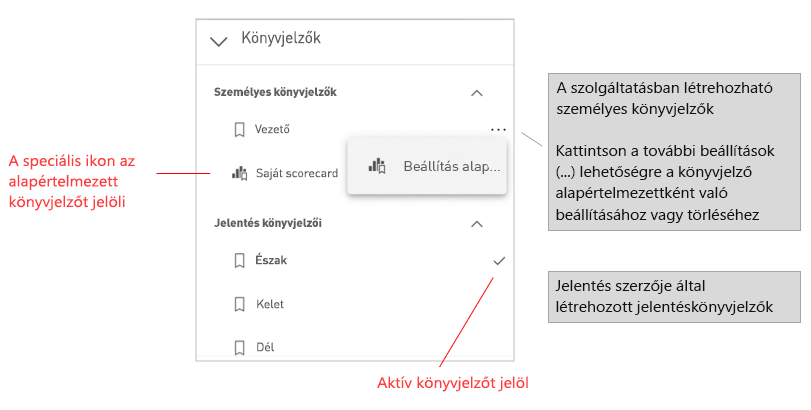 Könyvjelzők
Személyes könyvjelzők
Vezető
...
Saját scorecard
Beállítás alap...
Jelentés könyvjelzői
Észak
Kelet
Dél
A speciális ikon az
alapértelmezett
könyvjelzőt jelöli
A szolgáltatásban létrehozható
személyes könyvjelzők
Kattintson a további beállítások
(...) lehetőségre a könyvjelző
alapértelmezettként való
beállításához vagy törléséhez
Jelentés szerzője által
létrehozott jelentéskönyvjelzők
Aktív könyvjelzőt jelöl